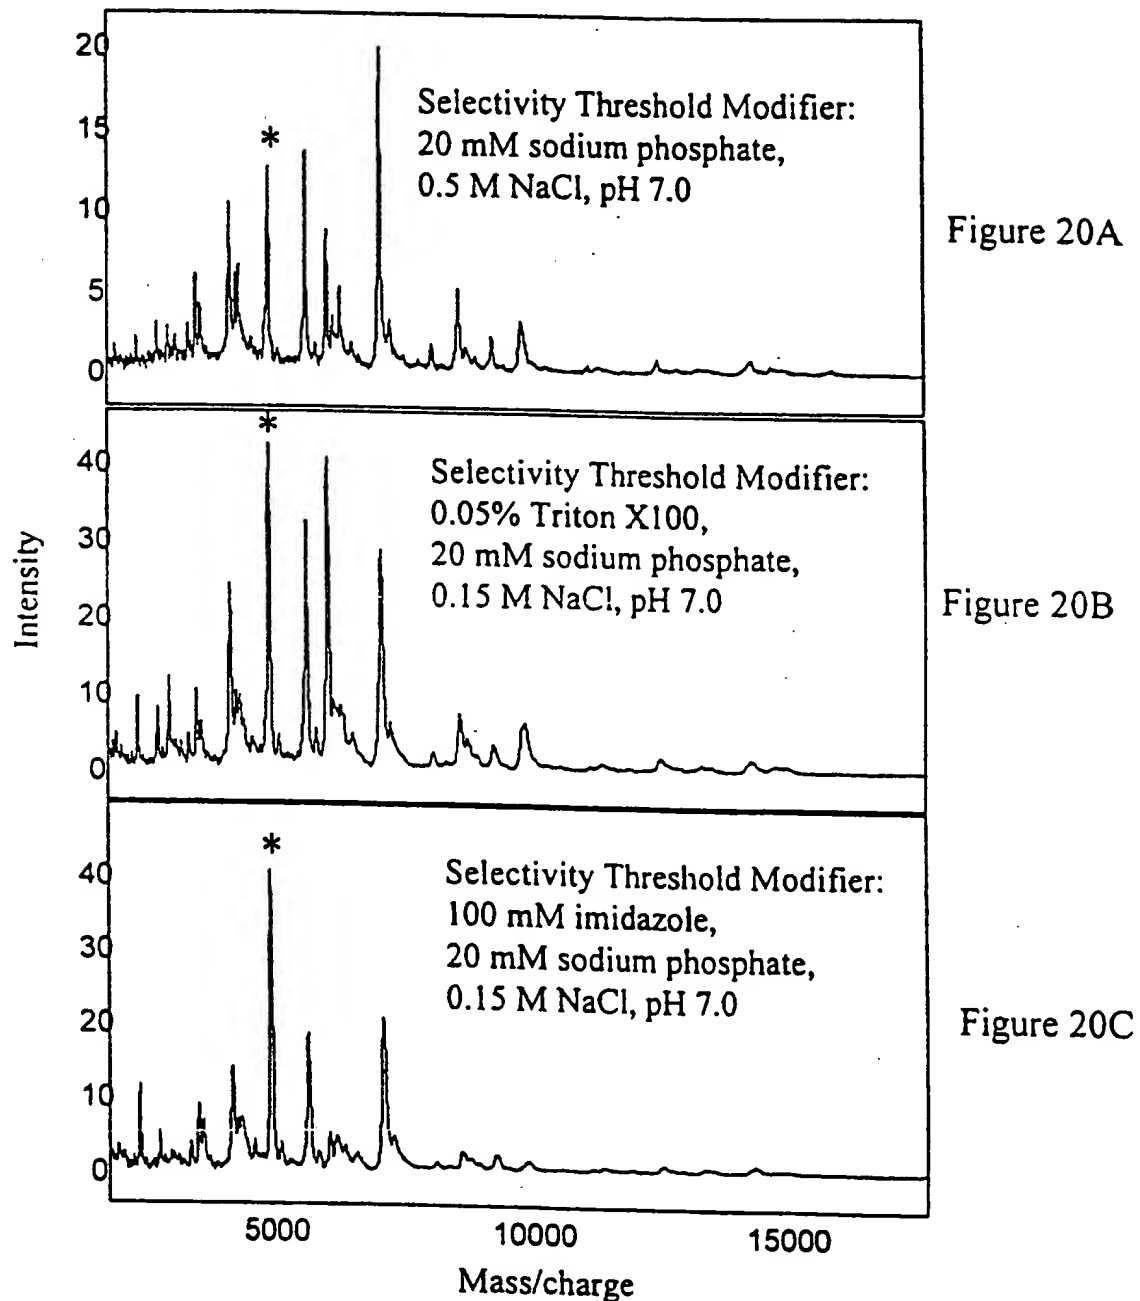 20
15
10
5
0
*
Selectivity Threshold Modifier:
20 mM sodium phosphate,
0.5 M NaCl, pH 7.0
Figure 20A
Intensity
40
30
20
10
0
*
Selectivity Threshold Modifier:
0.05% Triton X100,
20 mM sodium phosphate,
0.15 M NaCl, pH 7.0
Figure 20B
40
30
20
10
0
*
Selectivity Threshold Modifier:
100 mM imidazole,
20 mM sodium phosphate,
0.15 M NaCl, pH 7.0
Figure 20C
5000
10000
15000
Mass/charge